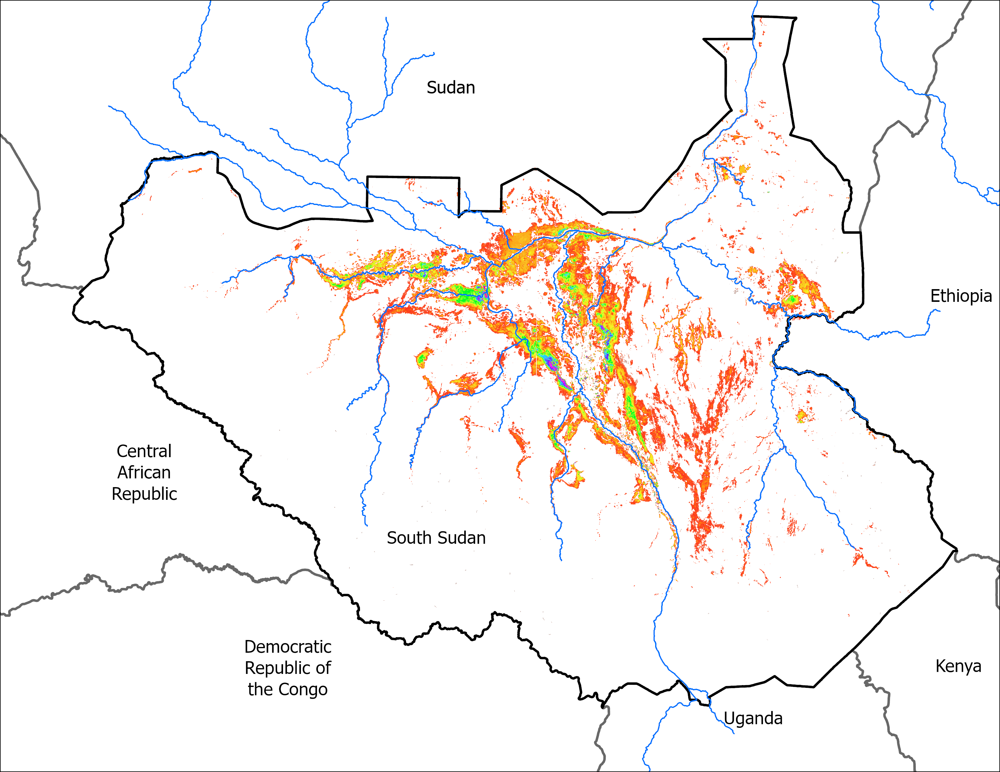 Sudan
Ethiopia
Central
African
Republic
South Sudan
Democratic
Republic of
the Congo
Kenya
Uganda